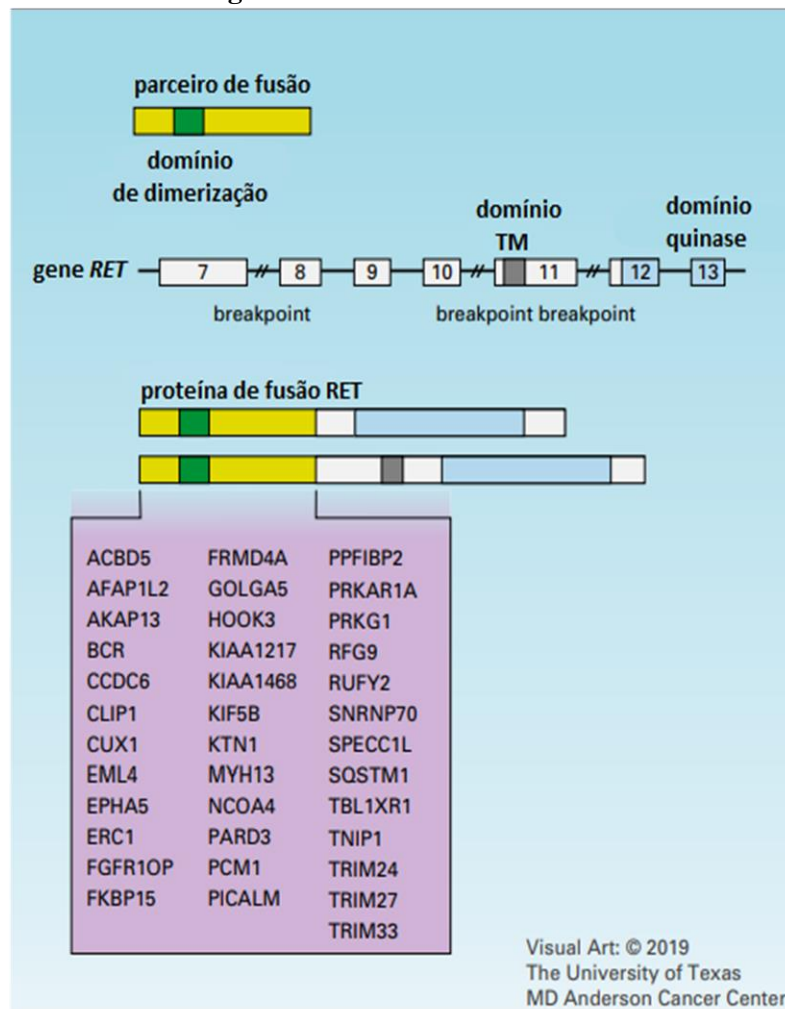 parceiro de fusão
domínio
de dimerização
domínio
TM
domínio
quinase
gene RET 7 8 9 10 11 12 13
breakpoint breakpoint breakpoint
proteína de fusão RET
ACBD5 FRMD4A PPFIBP2
AFAP1L2 GOLGA5 PRKAR1A
AKAP13 HOOK3 PRKG1
BCR KIAA1217 RFG9
CCDC6 KIAA1468 RUFY2
CLIP1 KIF5B SNRNP70
CUX1 KTN1 SPECC1L
EML4 MYH13 SQSTM1
EPHA5 NCOA4 TBL1XR1
ERC1 PARD3 TNIP1
FGFR1OP PCM1 TRIM24
FKBP15 PICALM TRIM27
TRIM33
Visual Art: © 2019
The University of Texas
MD Anderson Cancer Center